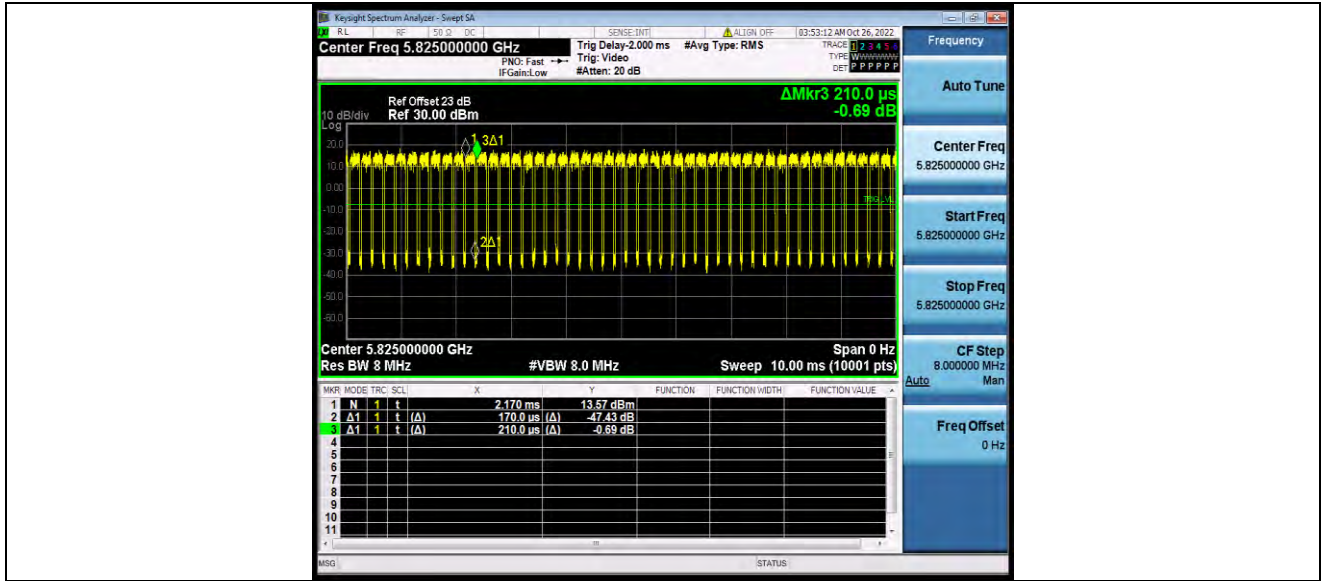 Keysight Spectrum Analyzer - Swept SA
RL RF 50 Ω DC SENSE:INT ALIGN OFF 03:53:12 AM Oct 26, 2022
Center Freq 5.825000000 GHz
PNO: Fast
IFGain:Low
Trig Delay-2.000 ms
Trig: Video
#Atten: 20 dB
#Avg Type: RMS
TRACE 1 2 3 4 5 6
TYPE WWWWWW
DET P P P P P P
Ref Offset 23 dB
10 dB/div Ref 30.00 dBm
Log
ΔMkr3 210.0 µs
-0.69 dB
20.0
10.0
0.00
-10.0
-20.0
-30.0
-40.0
-50.0
-60.0
1 3Δ1
2Δ1
TRIG LVL
Center 5.825000000 GHz Span 0 Hz
Res BW 8 MHz #VBW 8.0 MHz Sweep 10.00 ms (10001 pts)
MKR MODE TRC SCL X Y FUNCTION FUNCTION WIDTH FUNCTION VALUE
1 N 1 t 2.170 ms 13.57 dBm
2 Δ1 1 t (Δ) 170.0 µs (Δ) -47.43 dB
3 Δ1 1 t (Δ) 210.0 µs (Δ) -0.69 dB
4
5
6
7
8
9
10
11
MSG STATUS
Frequency
Auto Tune
Center Freq
5.825000000 GHz
Start Freq
5.825000000 GHz
Stop Freq
5.825000000 GHz
CF Step
8.000000 MHz
Auto Man
Freq Offset
0 Hz